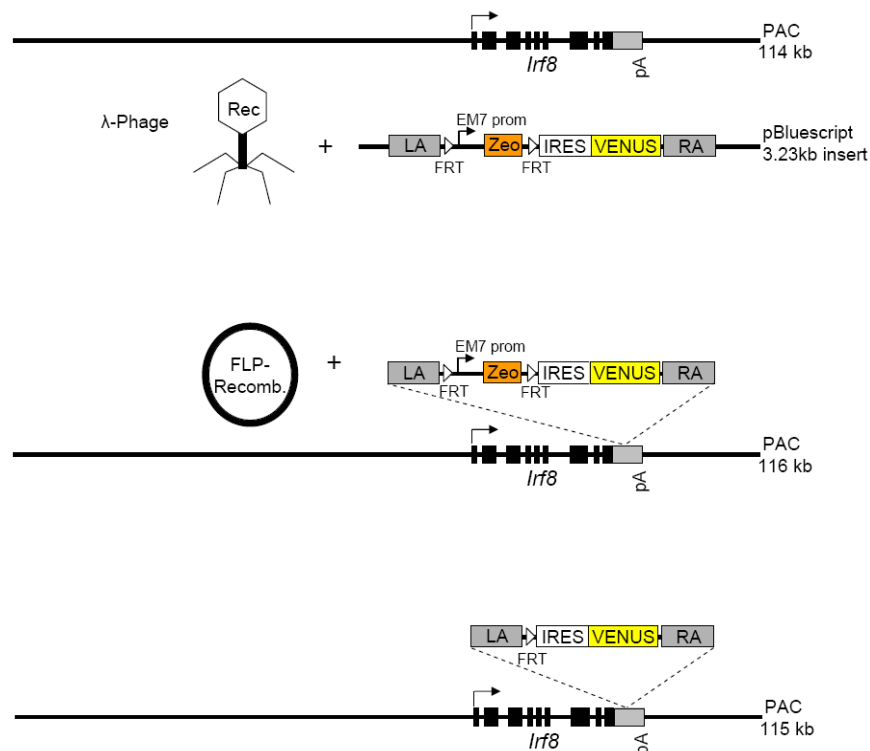 PAC
114 kb
Irf8
pA
λ-Phage
Rec
+
EM7 prom
LA
Zeo
IRES
VENUS
RA
FRT
FRT
pBluescript
3.23kb insert
FLP-
Recomb.
+
EM7 prom
LA
Zeo
IRES
VENUS
RA
FRT
FRT
PAC
116 kb
Irf8
pA
LA
IRES
VENUS
RA
FRT
PAC
115 kb
Irf8
pA